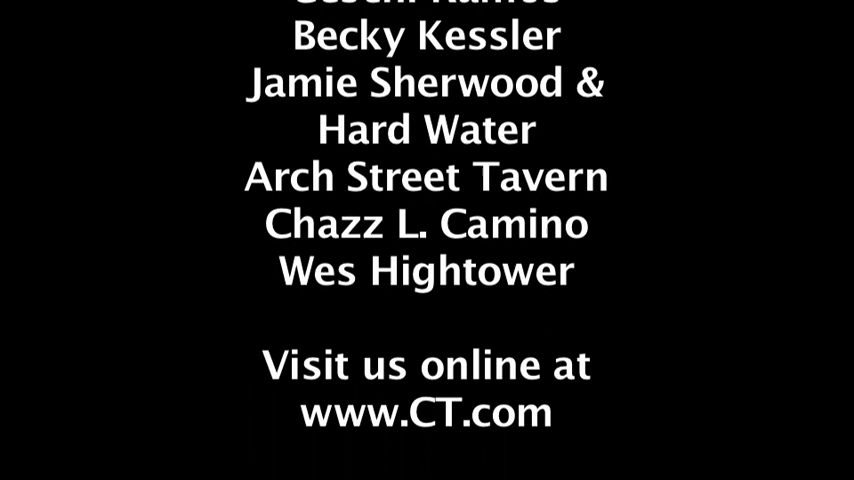 Becky Kessler
Jamie Sherwood &
Hard Water
Arch Street Tavern
Chazz L. Camino
Wes Hightower
Visit us online at
www.CT.com